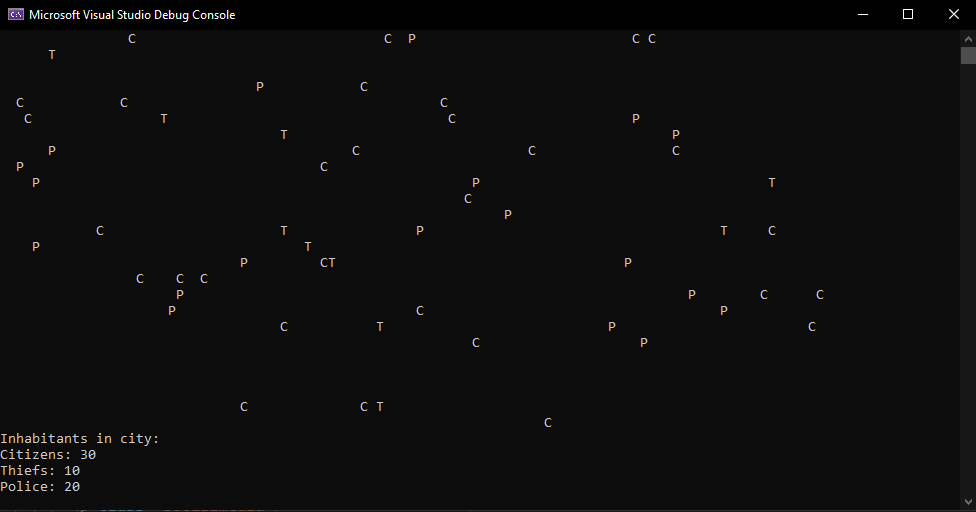 Microsoft Visual Studio Debug Console
C C P C C
T
P C
C C C
C T C P
T P
P C C C
P C
P P T
C
P
C T P T C
P T
P CT P
C C C
P P C C
P C P
C T P C
C P
C C T
C
Inhabitants in city:
Citizens: 30
Thiefs: 10
Police: 20